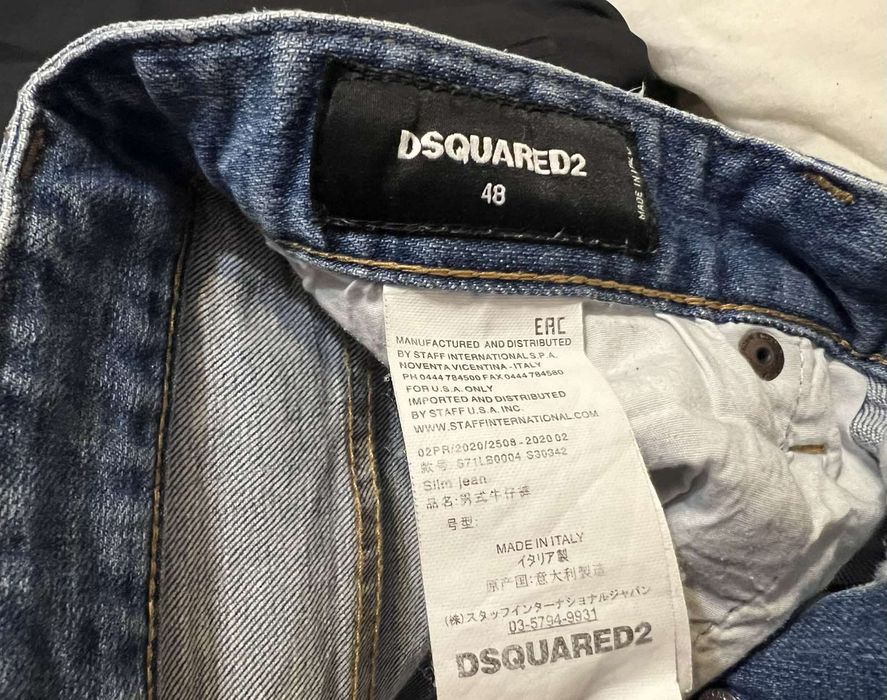 DSQUARED2
48
MADE IN ITALY
EAC
MANUFACTURED AND DISTRIBUTED
BY STAFF INTERNATIONAL S.P.A.
NOVENTA VICENTINA - ITALY
PH 0444 784500 FAX 0444 784580
FOR U.S.A. ONLY
IMPORTED AND DISTRIBUTED
BY STAFF U.S.A. INC.
WWW.STAFFINTERNATIONAL.COM
02PR/2020/2508 - 2020 02
款号 S71LB0004 S30342
Slim jean
品名:男式牛仔裤
号型:
MADE IN ITALY
イタリア製
原产国:意大利製造
(株)スタッフインターナショナルジャパン
03-5794-9931
DSQUARED2